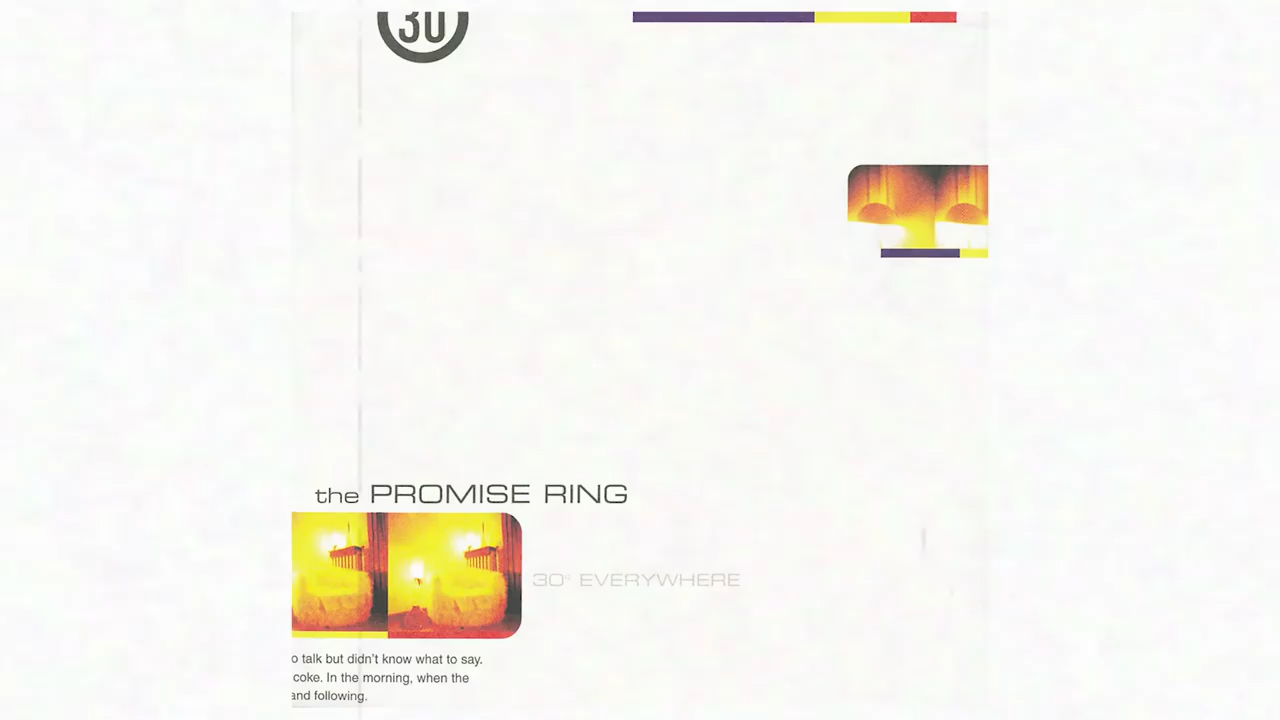 30
the PROMISE RING
30° EVERYWHERE
o talk but didn't know what to say.
coke. In the morning, when the
and following.